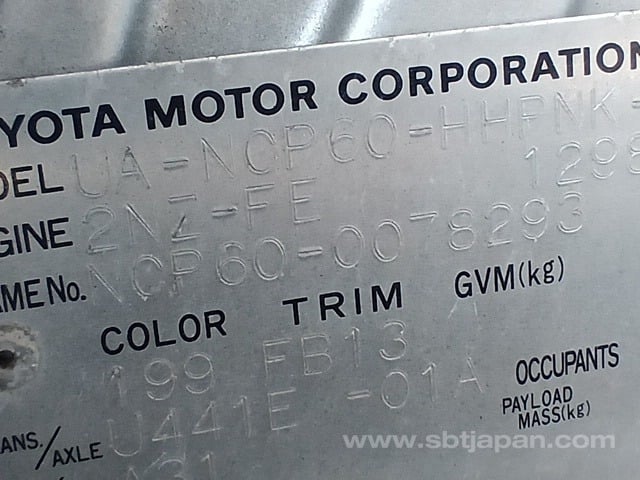 YOTA MOTOR CORPORATION
DEL UA-NCP60-HHPNK-
GINE 2NZ-FE 1298
AME No. NCP60-0078293
COLOR TRIM GVM(kg)
199 FB13 A
OCCUPANTS
ANS./AXLE U441E -01A
PAYLOAD
MASS(kg)
www.sbtjapan.com